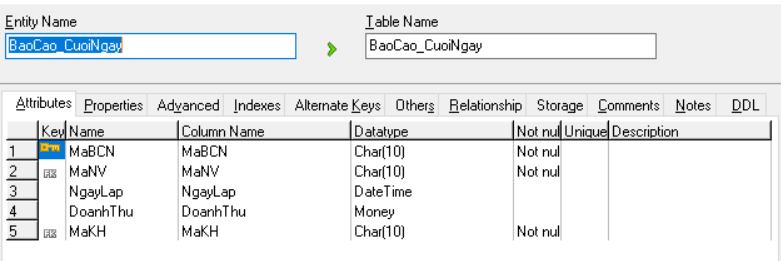 Entity Name Table Name
BaoCao_CuoiNgay BaoCao_CuoiNgay
Attributes Properties Advanced Indexes Alternate Keys Others Relationship Storage Comments Notes DDL
Key Name Column Name Datatype Not nul Unique Description
1 MaBCN MaBCN Char(10) Not nul
2 FK MaNV MaNV Char(10) Not nul
3 NgayLap NgayLap DateTime
4 DoanhThu DoanhThu Money
5 FK MaKH MaKH Char(10) Not nul